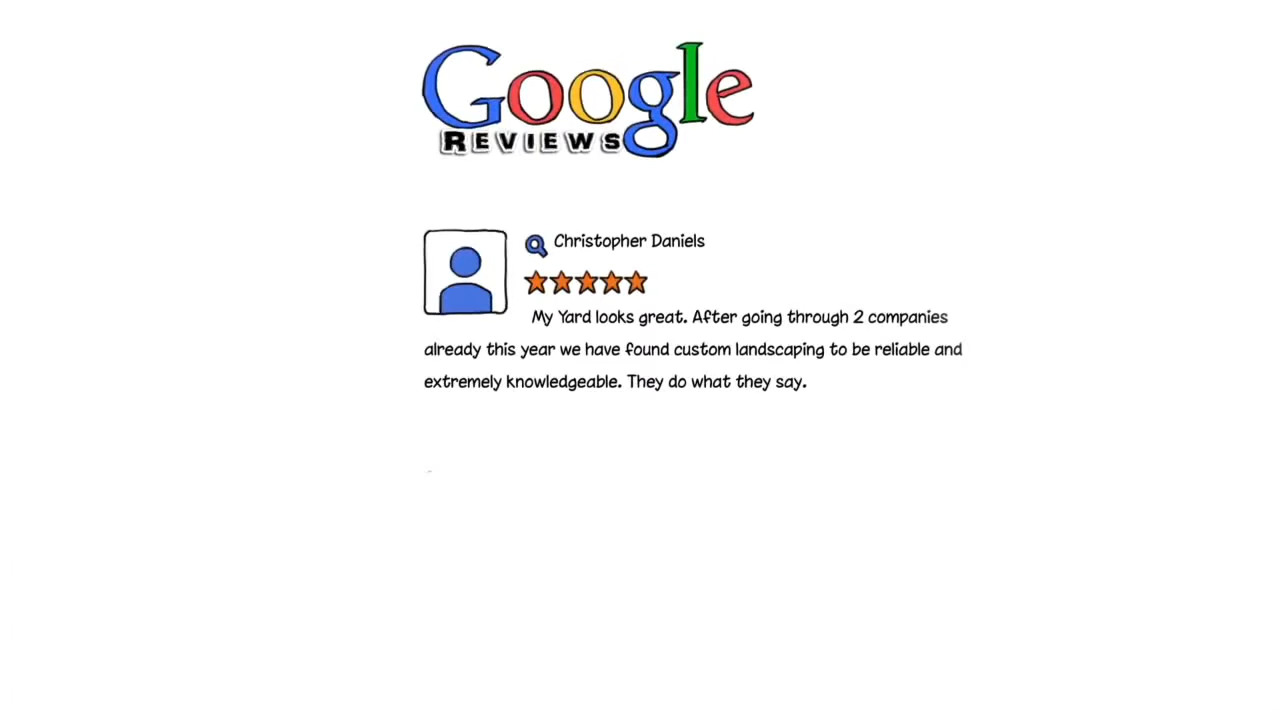 Google
REVIEWS
Christopher Daniels
My Yard looks great. After going through 2 companies
already this year we have found custom landscaping to be reliable and
extremely knowledgeable. They do what they say.